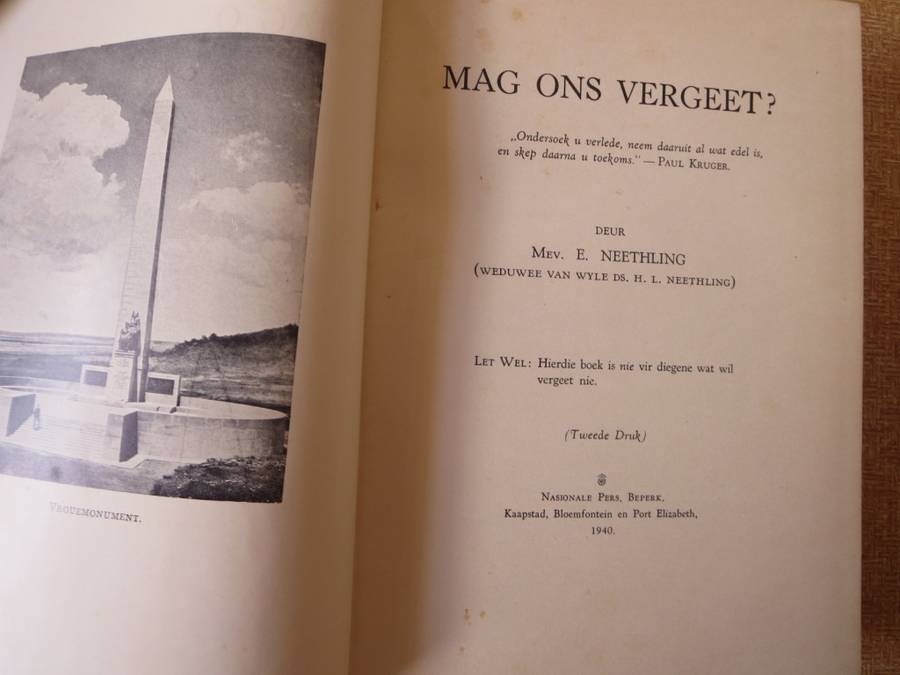 VROUEMONUMENT.
MAG ONS VERGEET?
„Ondersoek u verlede, neem daaruit al wat edel is,
en skep daarna u toekoms.” — PAUL KRUGER.
DEUR
MEV. E. NEETHLING
(WEDUWEE VAN WYLE DS. H. L. NEETHLING)
LET WEL: Hierdie boek is nie vir diegene wat wil
vergeet nie.
(Tweede Druk)
NASIONALE PERS, BEPERK,
Kaapstad, Bloemfontein en Port Elizabeth,
1940.